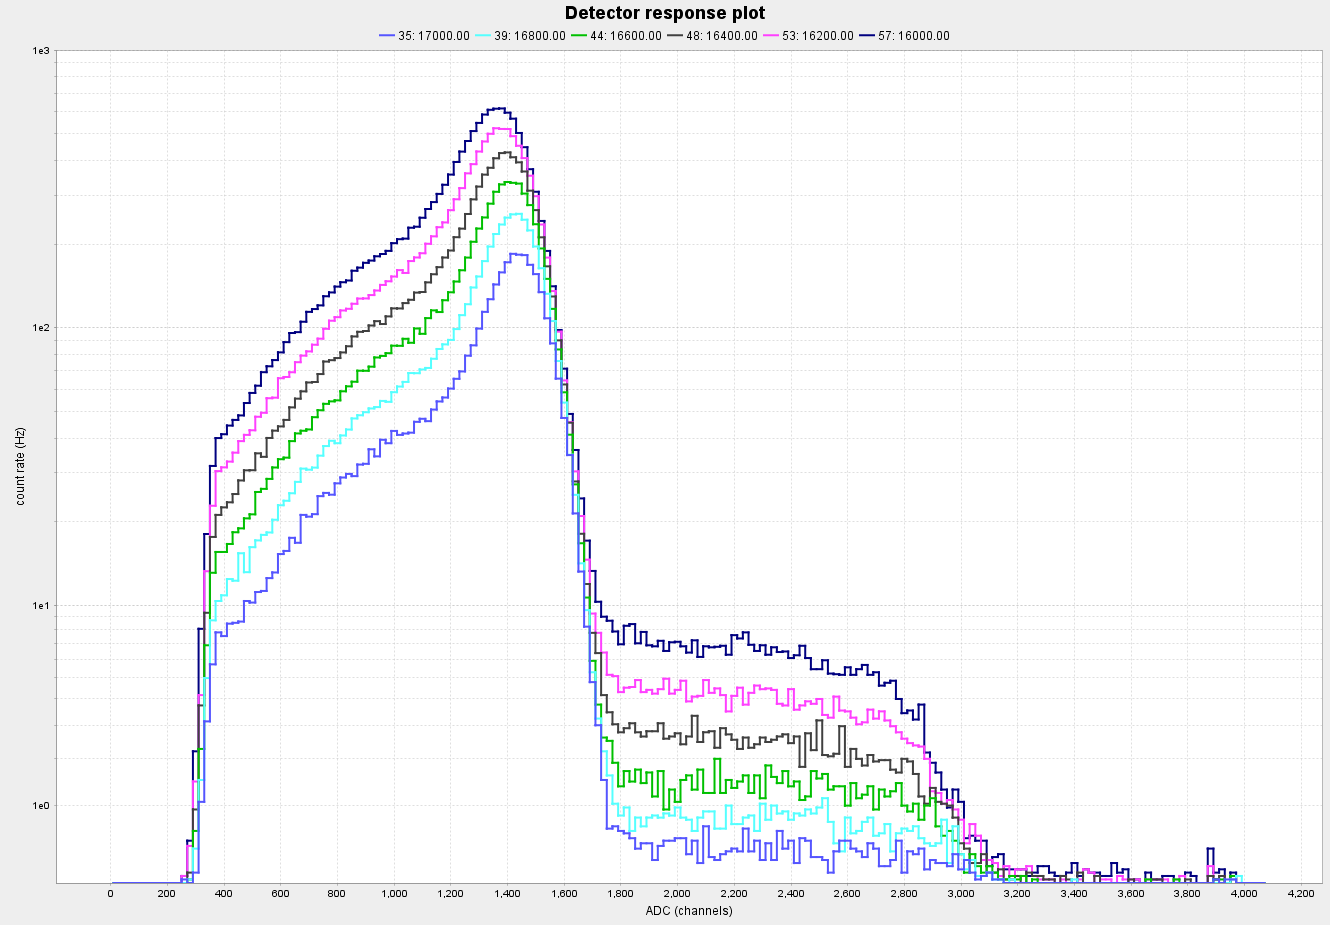 Detector response plot
35: 17000.00 39: 16800.00 44: 16600.00 48: 16400.00 53: 16200.00 57: 16000.00
1e3
1e2
1e1
1e0
count rate (Hz)
0 200 400 600 800 1,000 1,200 1,400 1,600 1,800 2,000 2,200 2,400 2,600 2,800 3,000 3,200 3,400 3,600 3,800 4,000 4,200
ADC (channels)